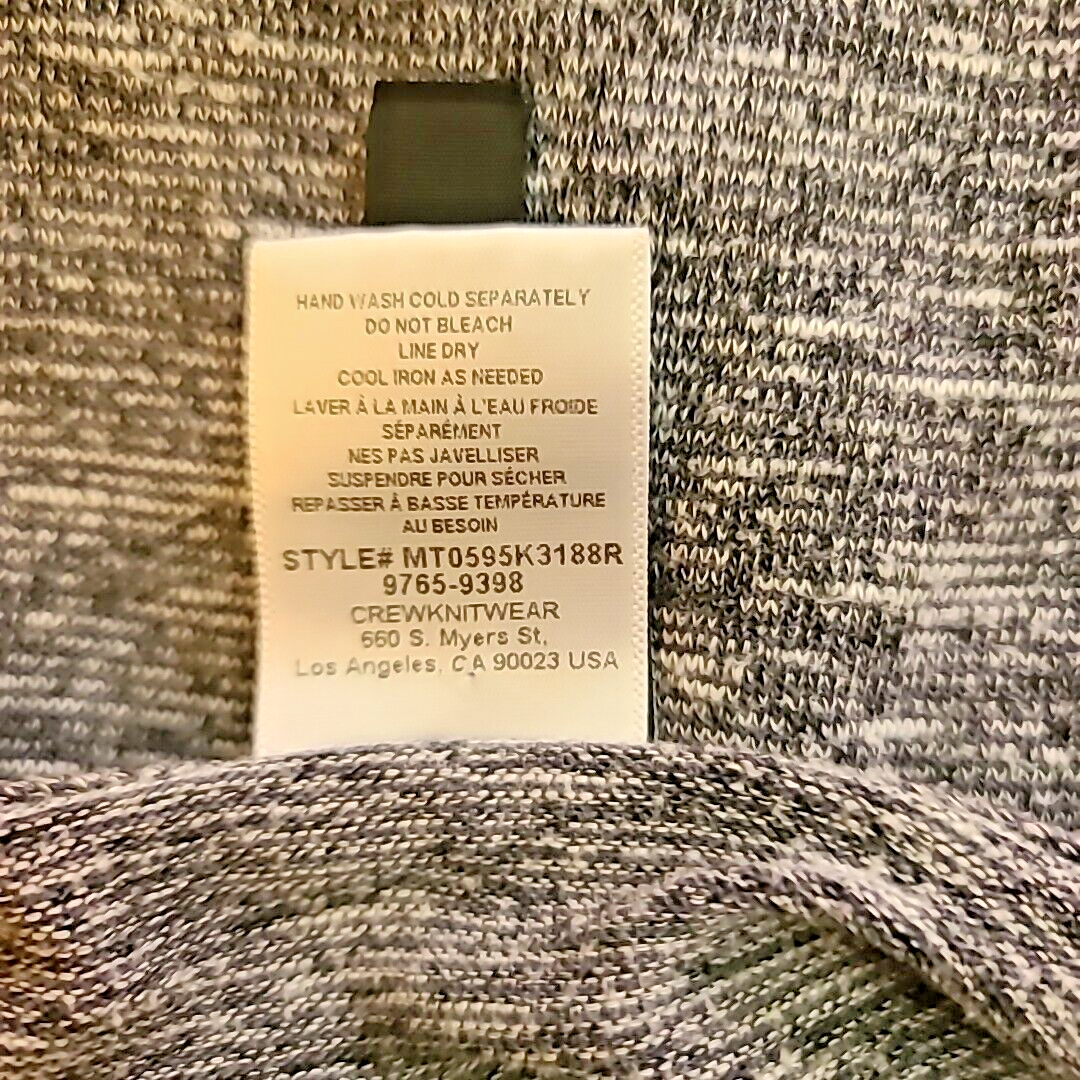 HAND WASH COLD SEPARATELY
DO NOT BLEACH
LINE DRY
COOL IRON AS NEEDED
LAVER À LA MAIN À L'EAU FROIDE
SÉPARÉMENT
NES PAS JAVELLISER
SUSPENDRE POUR SÉCHER
REPASSER À BASSE TEMPÉRATURE
AU BESOIN
STYLE# MT0595K3188R
9765-9398
CREWKNITWEAR
660 S. Myers St,
Los Angeles, CA 90023 USA